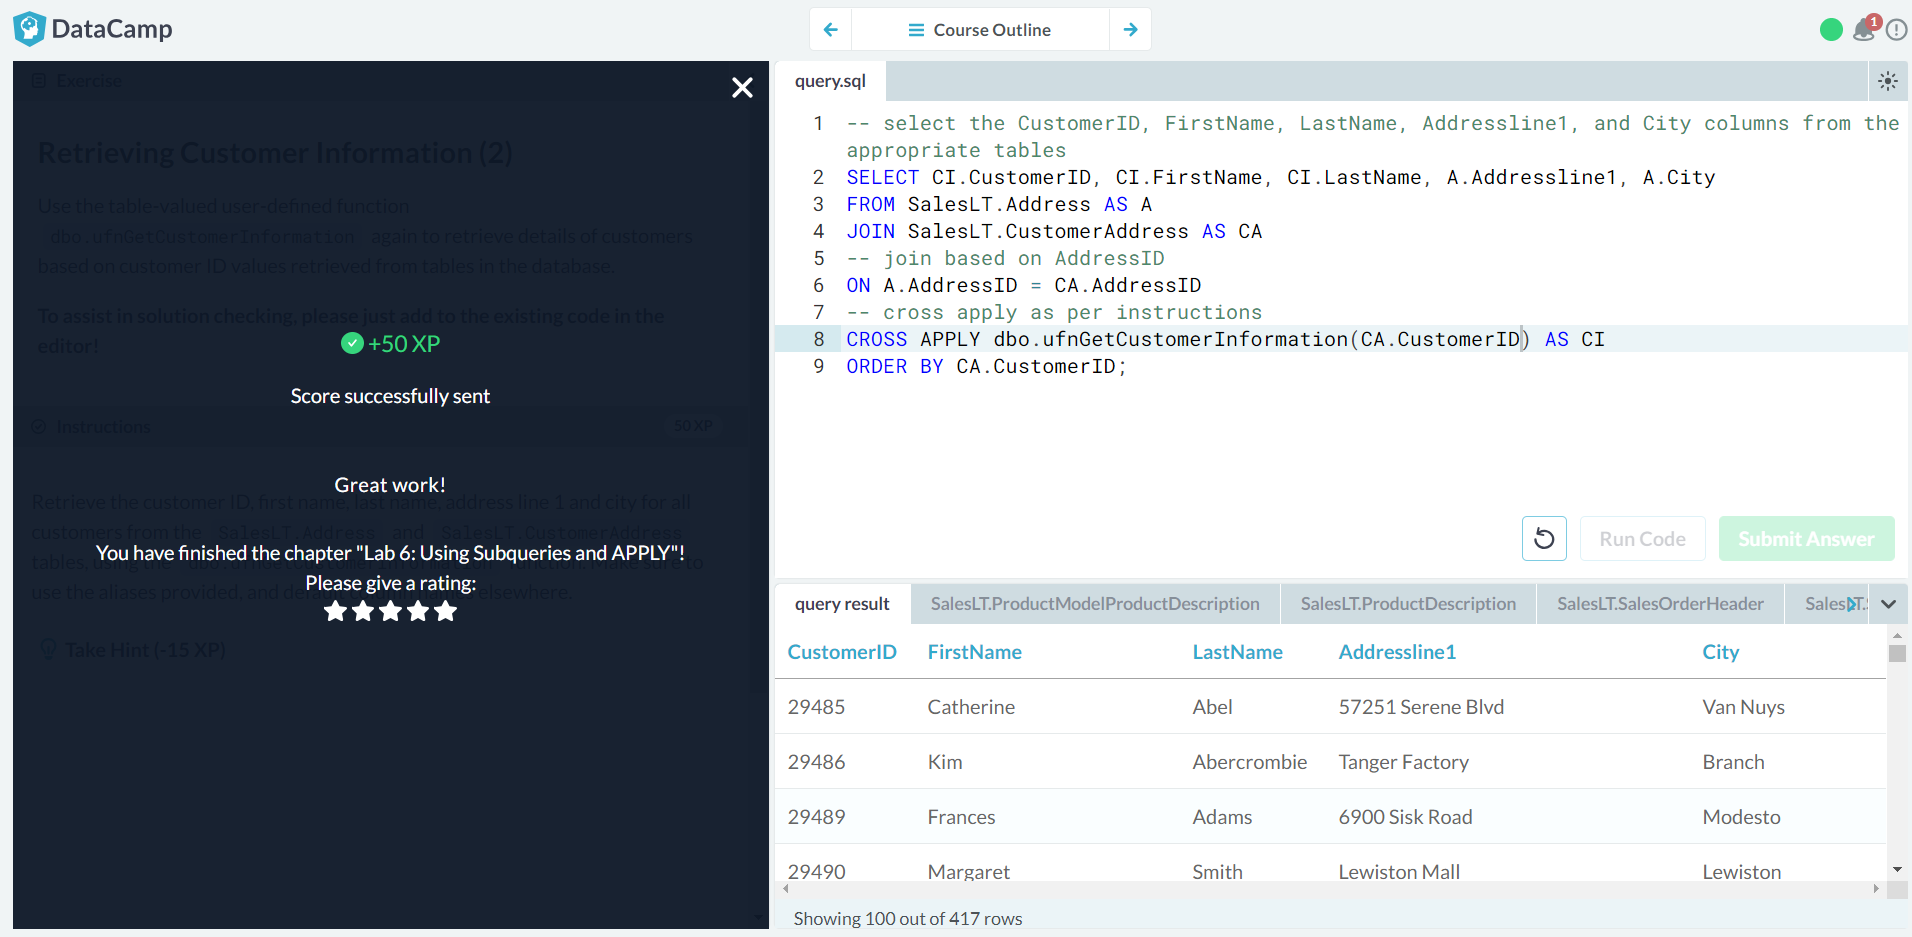 DataCamp
Course Outline
1
Exercise
Retrieving Customer Information (2)
Use the table-valued user-defined function
dbo.ufnGetCustomerInformation again to retrieve details of customers
based on customer ID values retrieved from tables in the database.
To assist in solution checking, please just add to the existing code in the
editor!
+50 XP
Score successfully sent
Instructions
50 XP
Great work!
Retrieve the customer ID, first name, last name, address line 1 and city for all
customers from the SalesLT.Address and SalesLT.CustomerAddress
You have finished the chapter "Lab 6: Using Subqueries and APPLY"!
tables, using the dbo.ufnGetCustomerInformation function. Make sure to
Please give a rating:
use the aliases provided, and default column names elsewhere.
Take Hint (-15 XP)
query.sql
1 -- select the CustomerID, FirstName, LastName, Addressline1, and City columns from the
appropriate tables
2 SELECT CI.CustomerID, CI.FirstName, CI.LastName, A.Addressline1, A.City
3 FROM SalesLT.Address AS A
4 JOIN SalesLT.CustomerAddress AS CA
5 -- join based on AddressID
6 ON A.AddressID = CA.AddressID
7 -- cross apply as per instructions
8 CROSS APPLY dbo.ufnGetCustomerInformation(CA.CustomerID) AS CI
9 ORDER BY CA.CustomerID;
Run Code
Submit Answer
query result SalesLT.ProductModelProductDescription SalesLT.ProductDescription SalesLT.SalesOrderHeader SalesLT.
CustomerID FirstName LastName Addressline1 City
29485 Catherine Abel 57251 Serene Blvd Van Nuys
29486 Kim Abercrombie Tanger Factory Branch
29489 Frances Adams 6900 Sisk Road Modesto
29490 Margaret Smith Lewiston Mall Lewiston
Showing 100 out of 417 rows